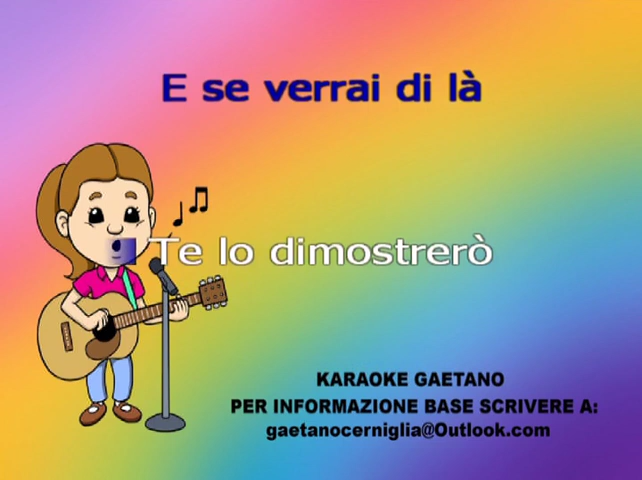 E se verrai di là
Te lo dimostrerò
KARAOKE GAETANO
PER INFORMAZIONE BASE SCRIVERE A:
gaetanocerniglia@Outlook.com